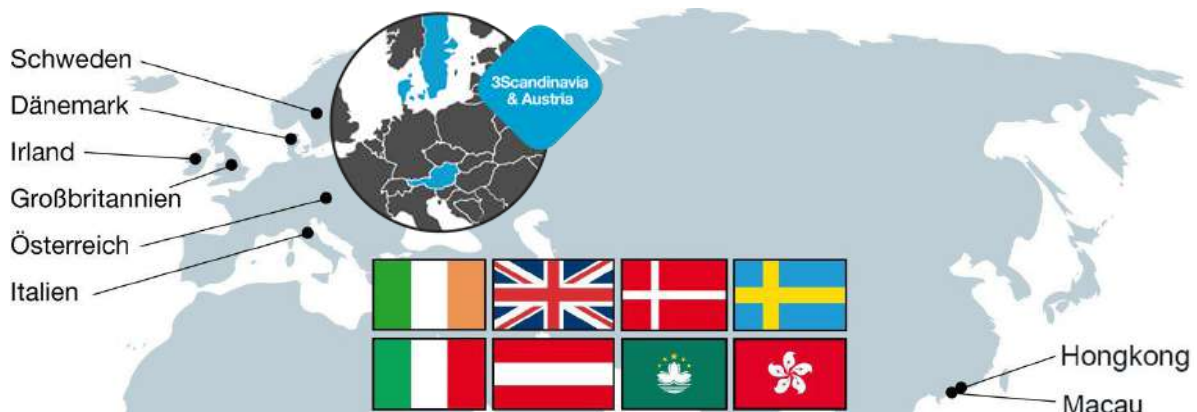 Schweden
Dänemark
Irland
Großbritannien
Österreich
Italien
3Scandinavia
& Austria
Hongkong
Macau